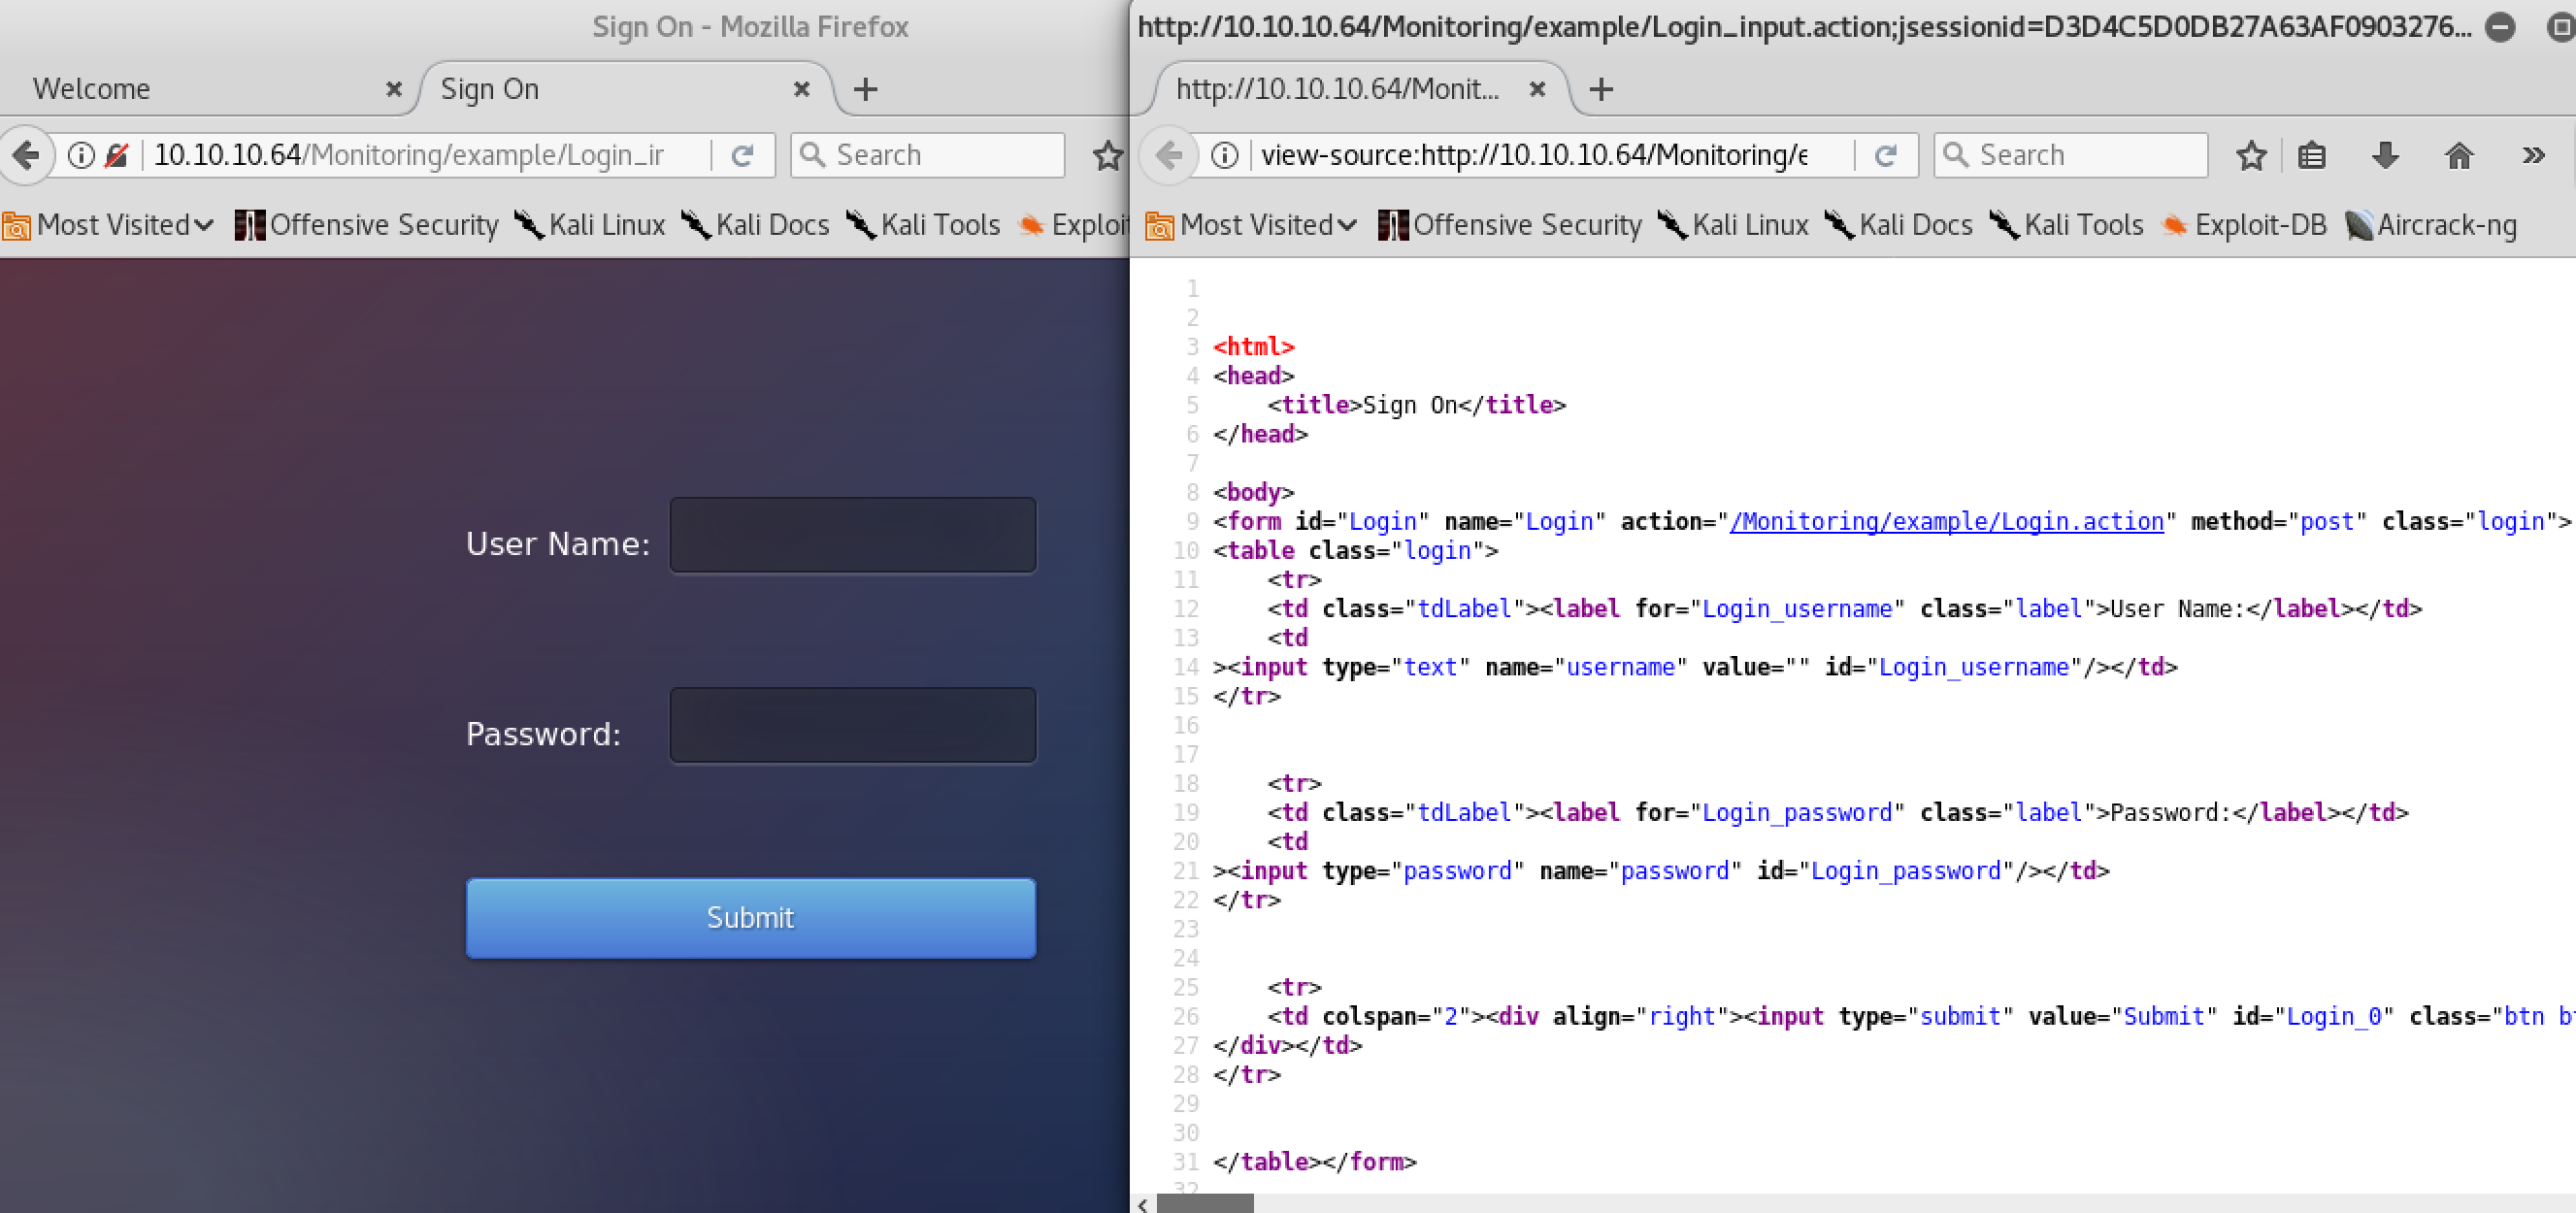 Sign On - Mozilla Firefox
Welcome
Sign On
10.10.10.64/Monitoring/example/Login_ir
Search
Most Visited
Offensive Security
Kali Linux
Kali Docs
Kali Tools
Exploit
User Name:
Password:
Submit
http://10.10.10.64/Monitoring/example/Login_input.action;jsessionid=D3D4C5D0DB27A63AF0903276...
http://10.10.10.64/Monit...
view-source:http://10.10.10.64/Monitoring/e
Search
Most Visited
Offensive Security
Kali Linux
Kali Docs
Kali Tools
Exploit-DB
Aircrack-ng
1
2
3 <html>
4 <head>
5     <title>Sign On</title>
6 </head>
7
8 <body>
9 <form id="Login" name="Login" action="/Monitoring/example/Login.action" method="post" class="login">
10 <table class="login">
11     <tr>
12     <td class="tdLabel"><label for="Login_username" class="label">User Name:</label></td>
13     <td
14 ><input type="text" name="username" value="" id="Login_username"/></td>
15 </tr>
16
17
18     <tr>
19     <td class="tdLabel"><label for="Login_password" class="label">Password:</label></td>
20     <td
21 ><input type="password" name="password" id="Login_password"/></td>
22 </tr>
23
24
25     <tr>
26     <td colspan="2"><div align="right"><input type="submit" value="Submit" id="Login_0" class="btn b
27 </div></td>
28 </tr>
29
30
31 </table></form>
32